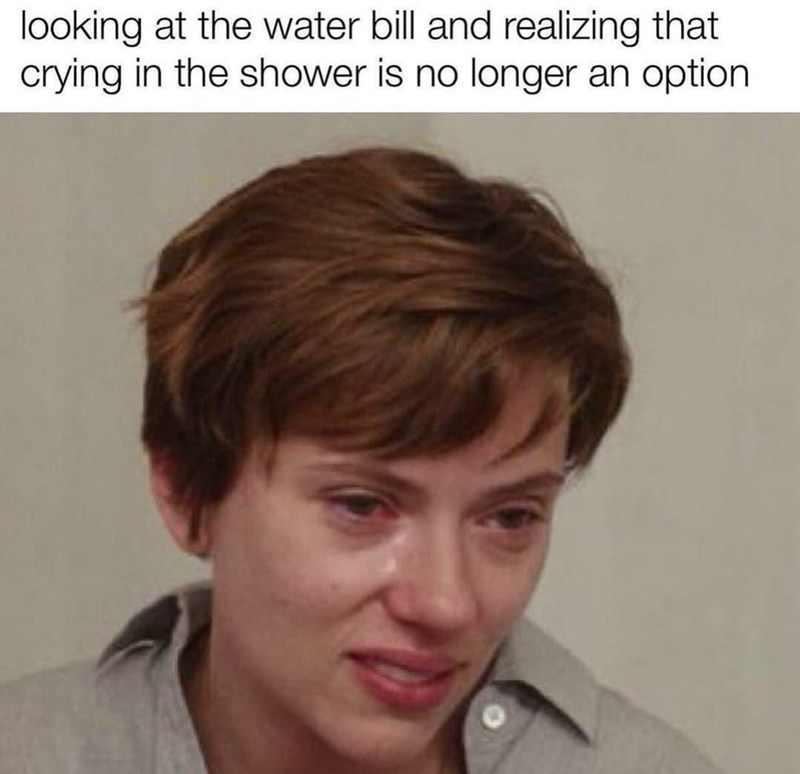 looking at the water bill and realizing that
crying in the shower is no longer an option